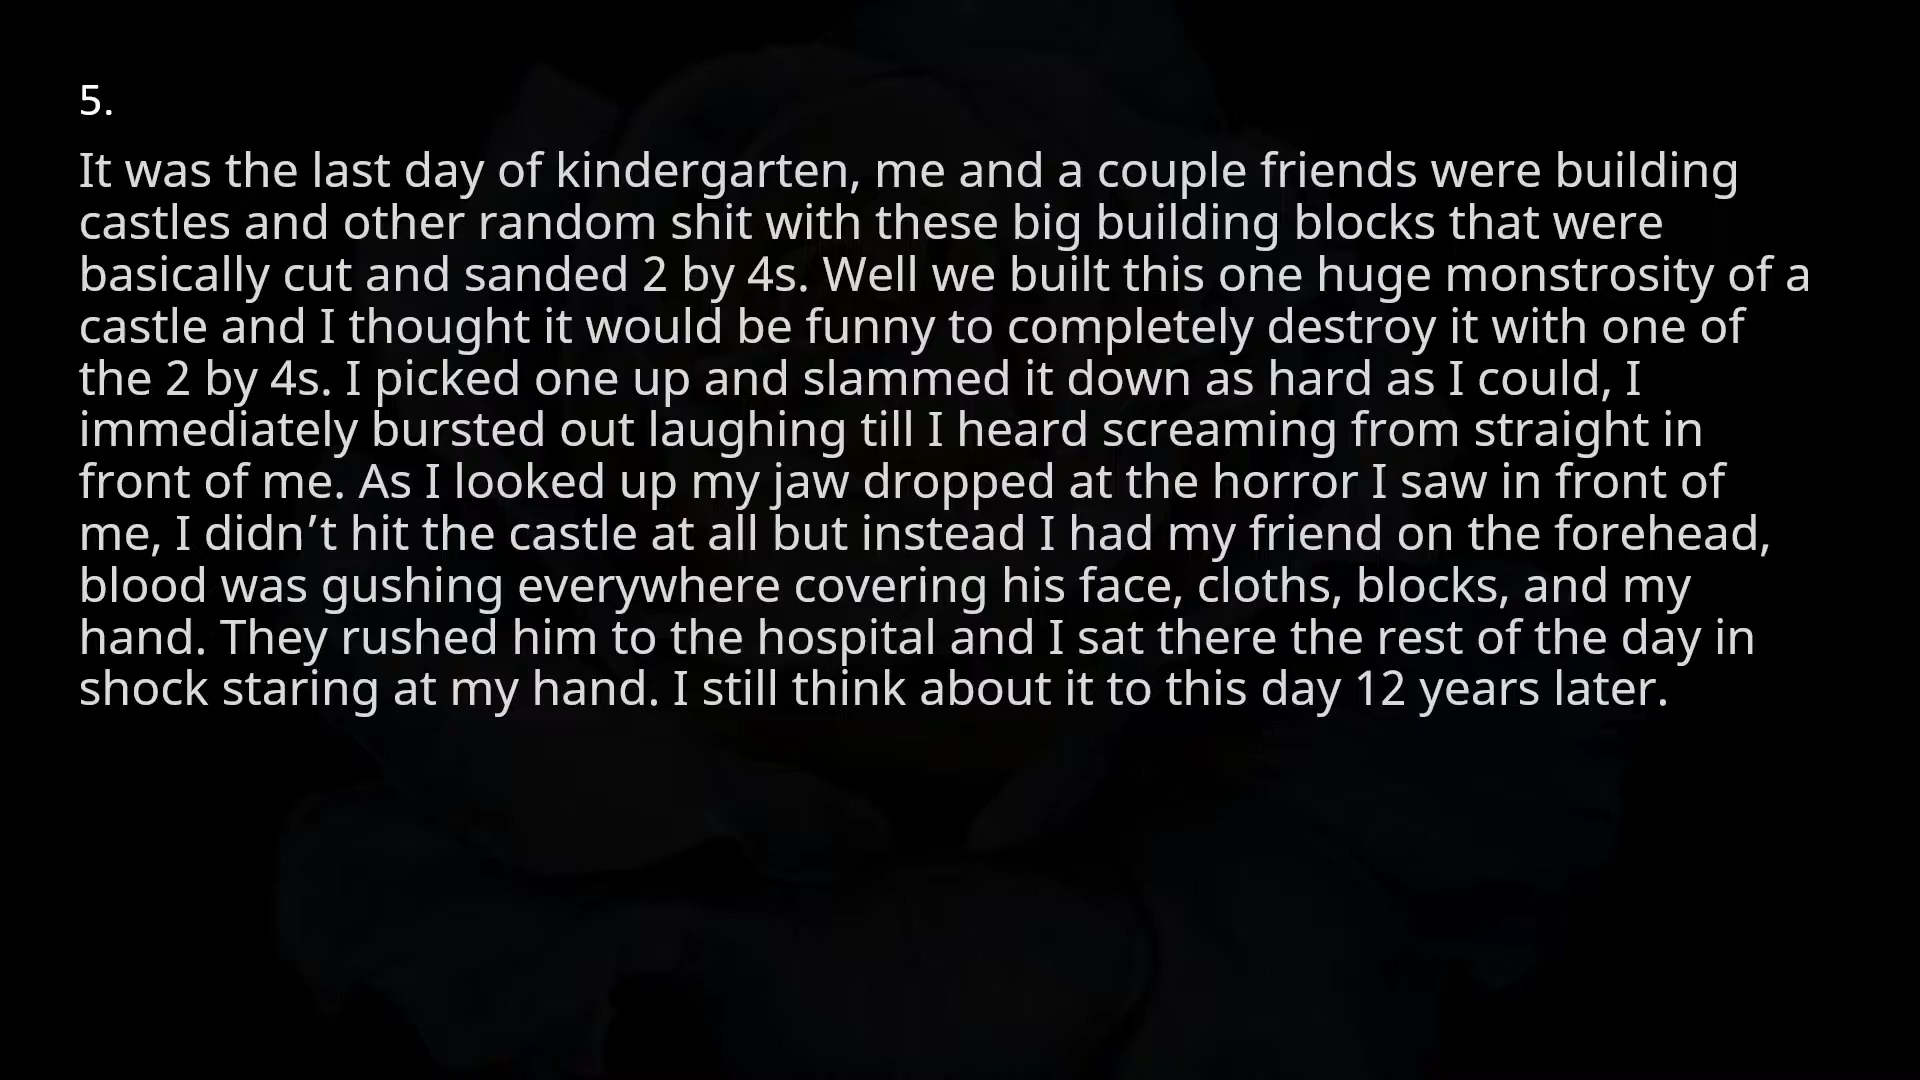 5.
It was the last day of kindergarten, me and a couple friends were building
castles and other random shit with these big building blocks that were
basically cut and sanded 2 by 4s. Well we built this one huge monstrosity of a
castle and I thought it would be funny to completely destroy it with one of
the 2 by 4s. I picked one up and slammed it down as hard as I could, I
immediately bursted out laughing till I heard screaming from straight in
front of me. As I looked up my jaw dropped at the horror I saw in front of
me, I didn’t hit the castle at all but instead I had my friend on the forehead,
blood was gushing everywhere covering his face, cloths, blocks, and my
hand. They rushed him to the hospital and I sat there the rest of the day in
shock staring at my hand. I still think about it to this day 12 years later.